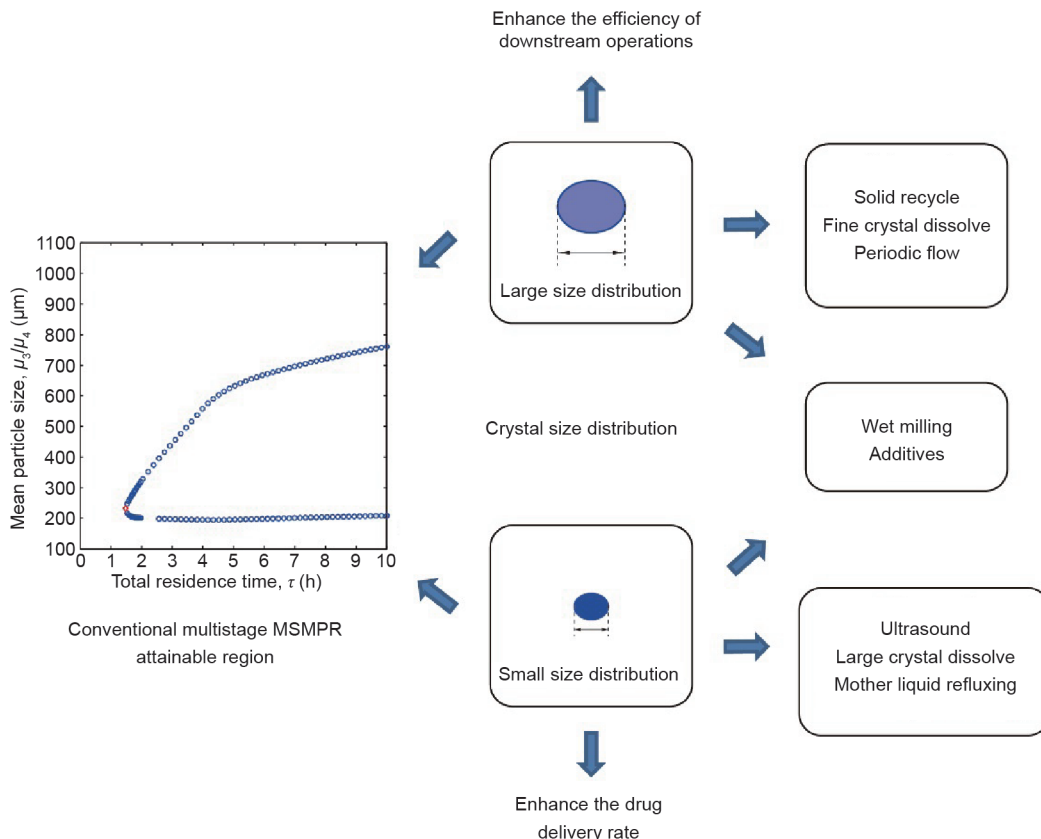 Enhance the efficiency of
downstream operations
Large size distribution
Solid recycle
Fine crystal dissolve
Periodic flow
Mean particle size, μ3/μ4 (μm)
1100
1000
900
800
700
600
500
400
300
200
100
0 1 2 3 4 5 6 7 8 9 10
Total residence time, τ (h)
Conventional multistage MSMPR
attainable region
Crystal size distribution
Wet milling
Additives
Small size distribution
Ultrasound
Large crystal dissolve
Mother liquid refluxing
Enhance the drug
delivery rate